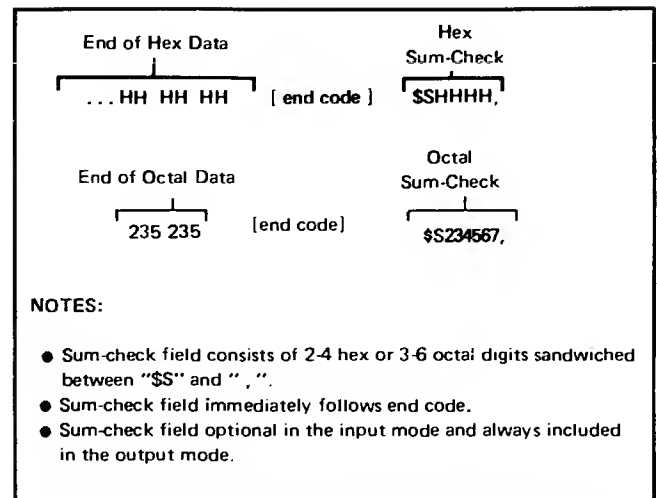 End of Hex Data
Hex
Sum-Check
...HH HH HH [ end code ] $SHHHH,
End of Octal Data
Octal
Sum-Check
235 235 [end code] $S234567,
NOTES:
● Sum-check field consists of 2-4 hex or 3-6 octal digits sandwiched
between "$S" and " , ".
● Sum-check field immediately follows end code.
● Sum-check field optional in the input mode and always included
in the output mode.